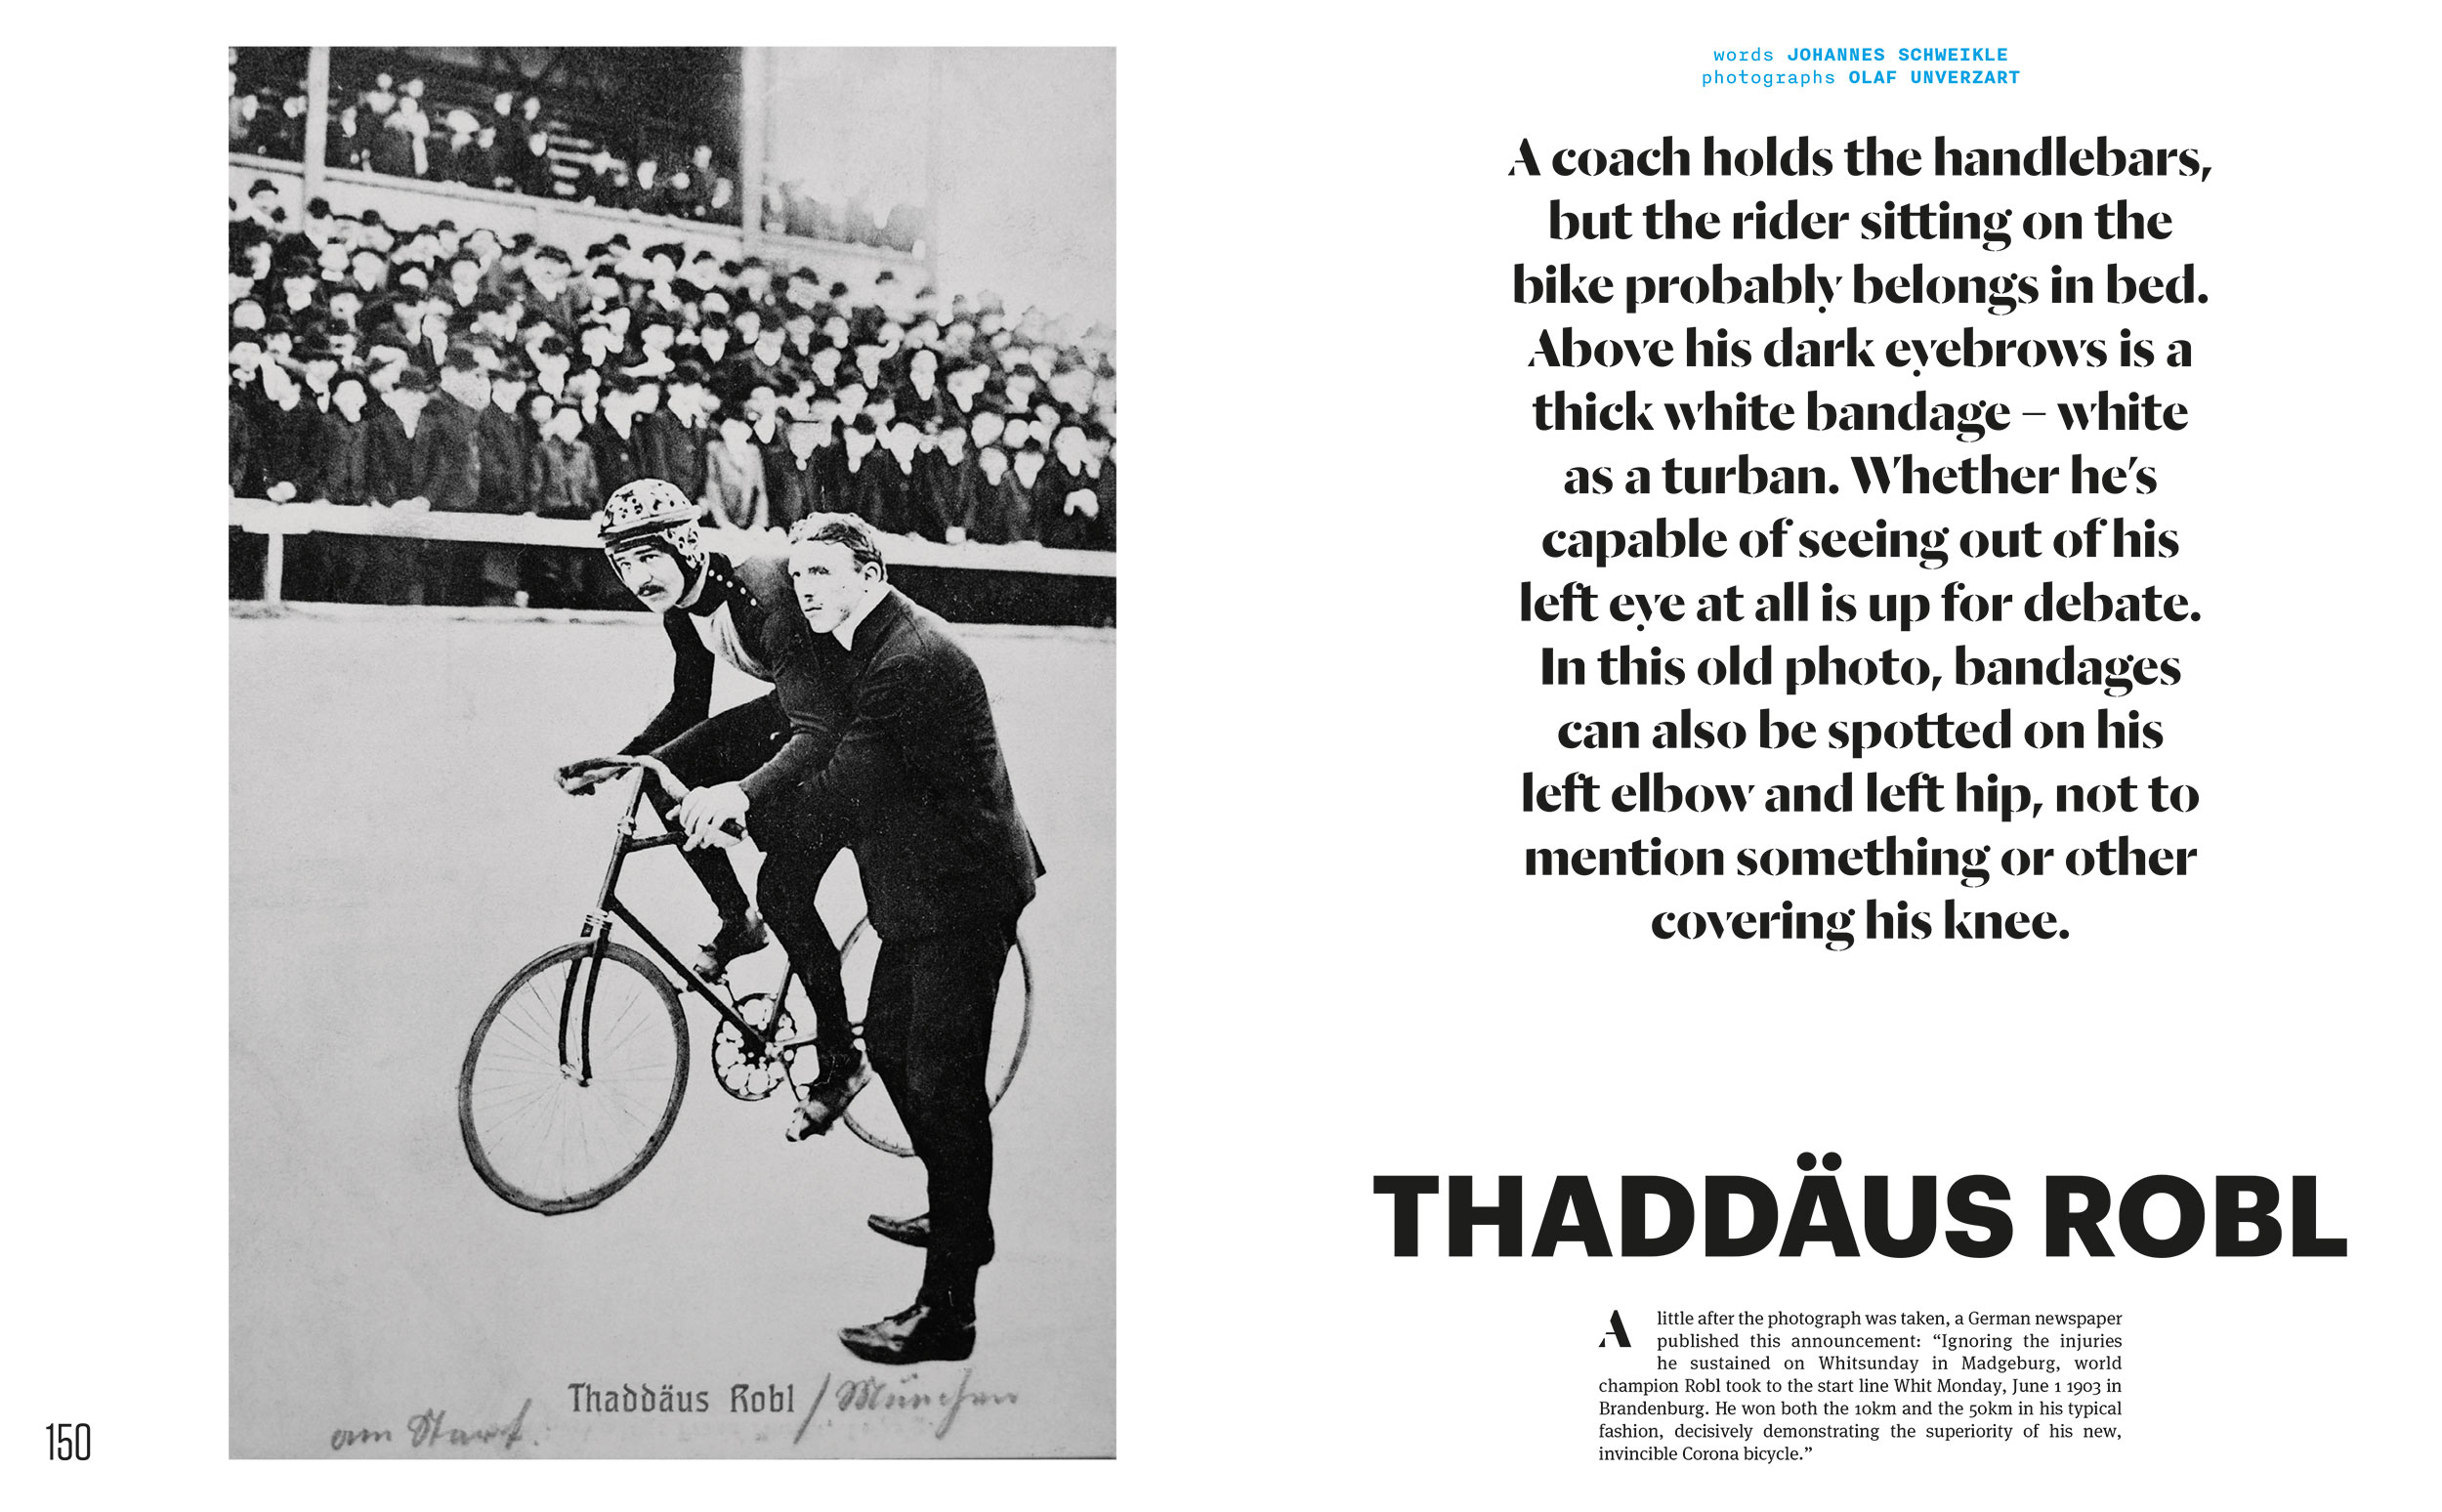 Thaddäus Robl / München
am Start.
150
words JOHANNES SCHWEIKLE
photographs OLAF UNVERZART
A coach holds the handlebars,
but the rider sitting on the
bike probably belongs in bed.
Above his dark eyebrows is a
thick white bandage – white
as a turban. Whether he’s
capable of seeing out of his
left eye at all is up for debate.
In this old photo, bandages
can also be spotted on his
left elbow and left hip, not to
mention something or other
covering his knee.
THADDÄUS ROBL
A little after the photograph was taken, a German newspaper
published this announcement: “Ignoring the injuries
he sustained on Whitsunday in Madgeburg, world
champion Robl took to the start line Whit Monday, June 1 1903 in
Brandenburg. He won both the 10km and the 50km in his typical
fashion, decisively demonstrating the superiority of his new,
invincible Corona bicycle.”